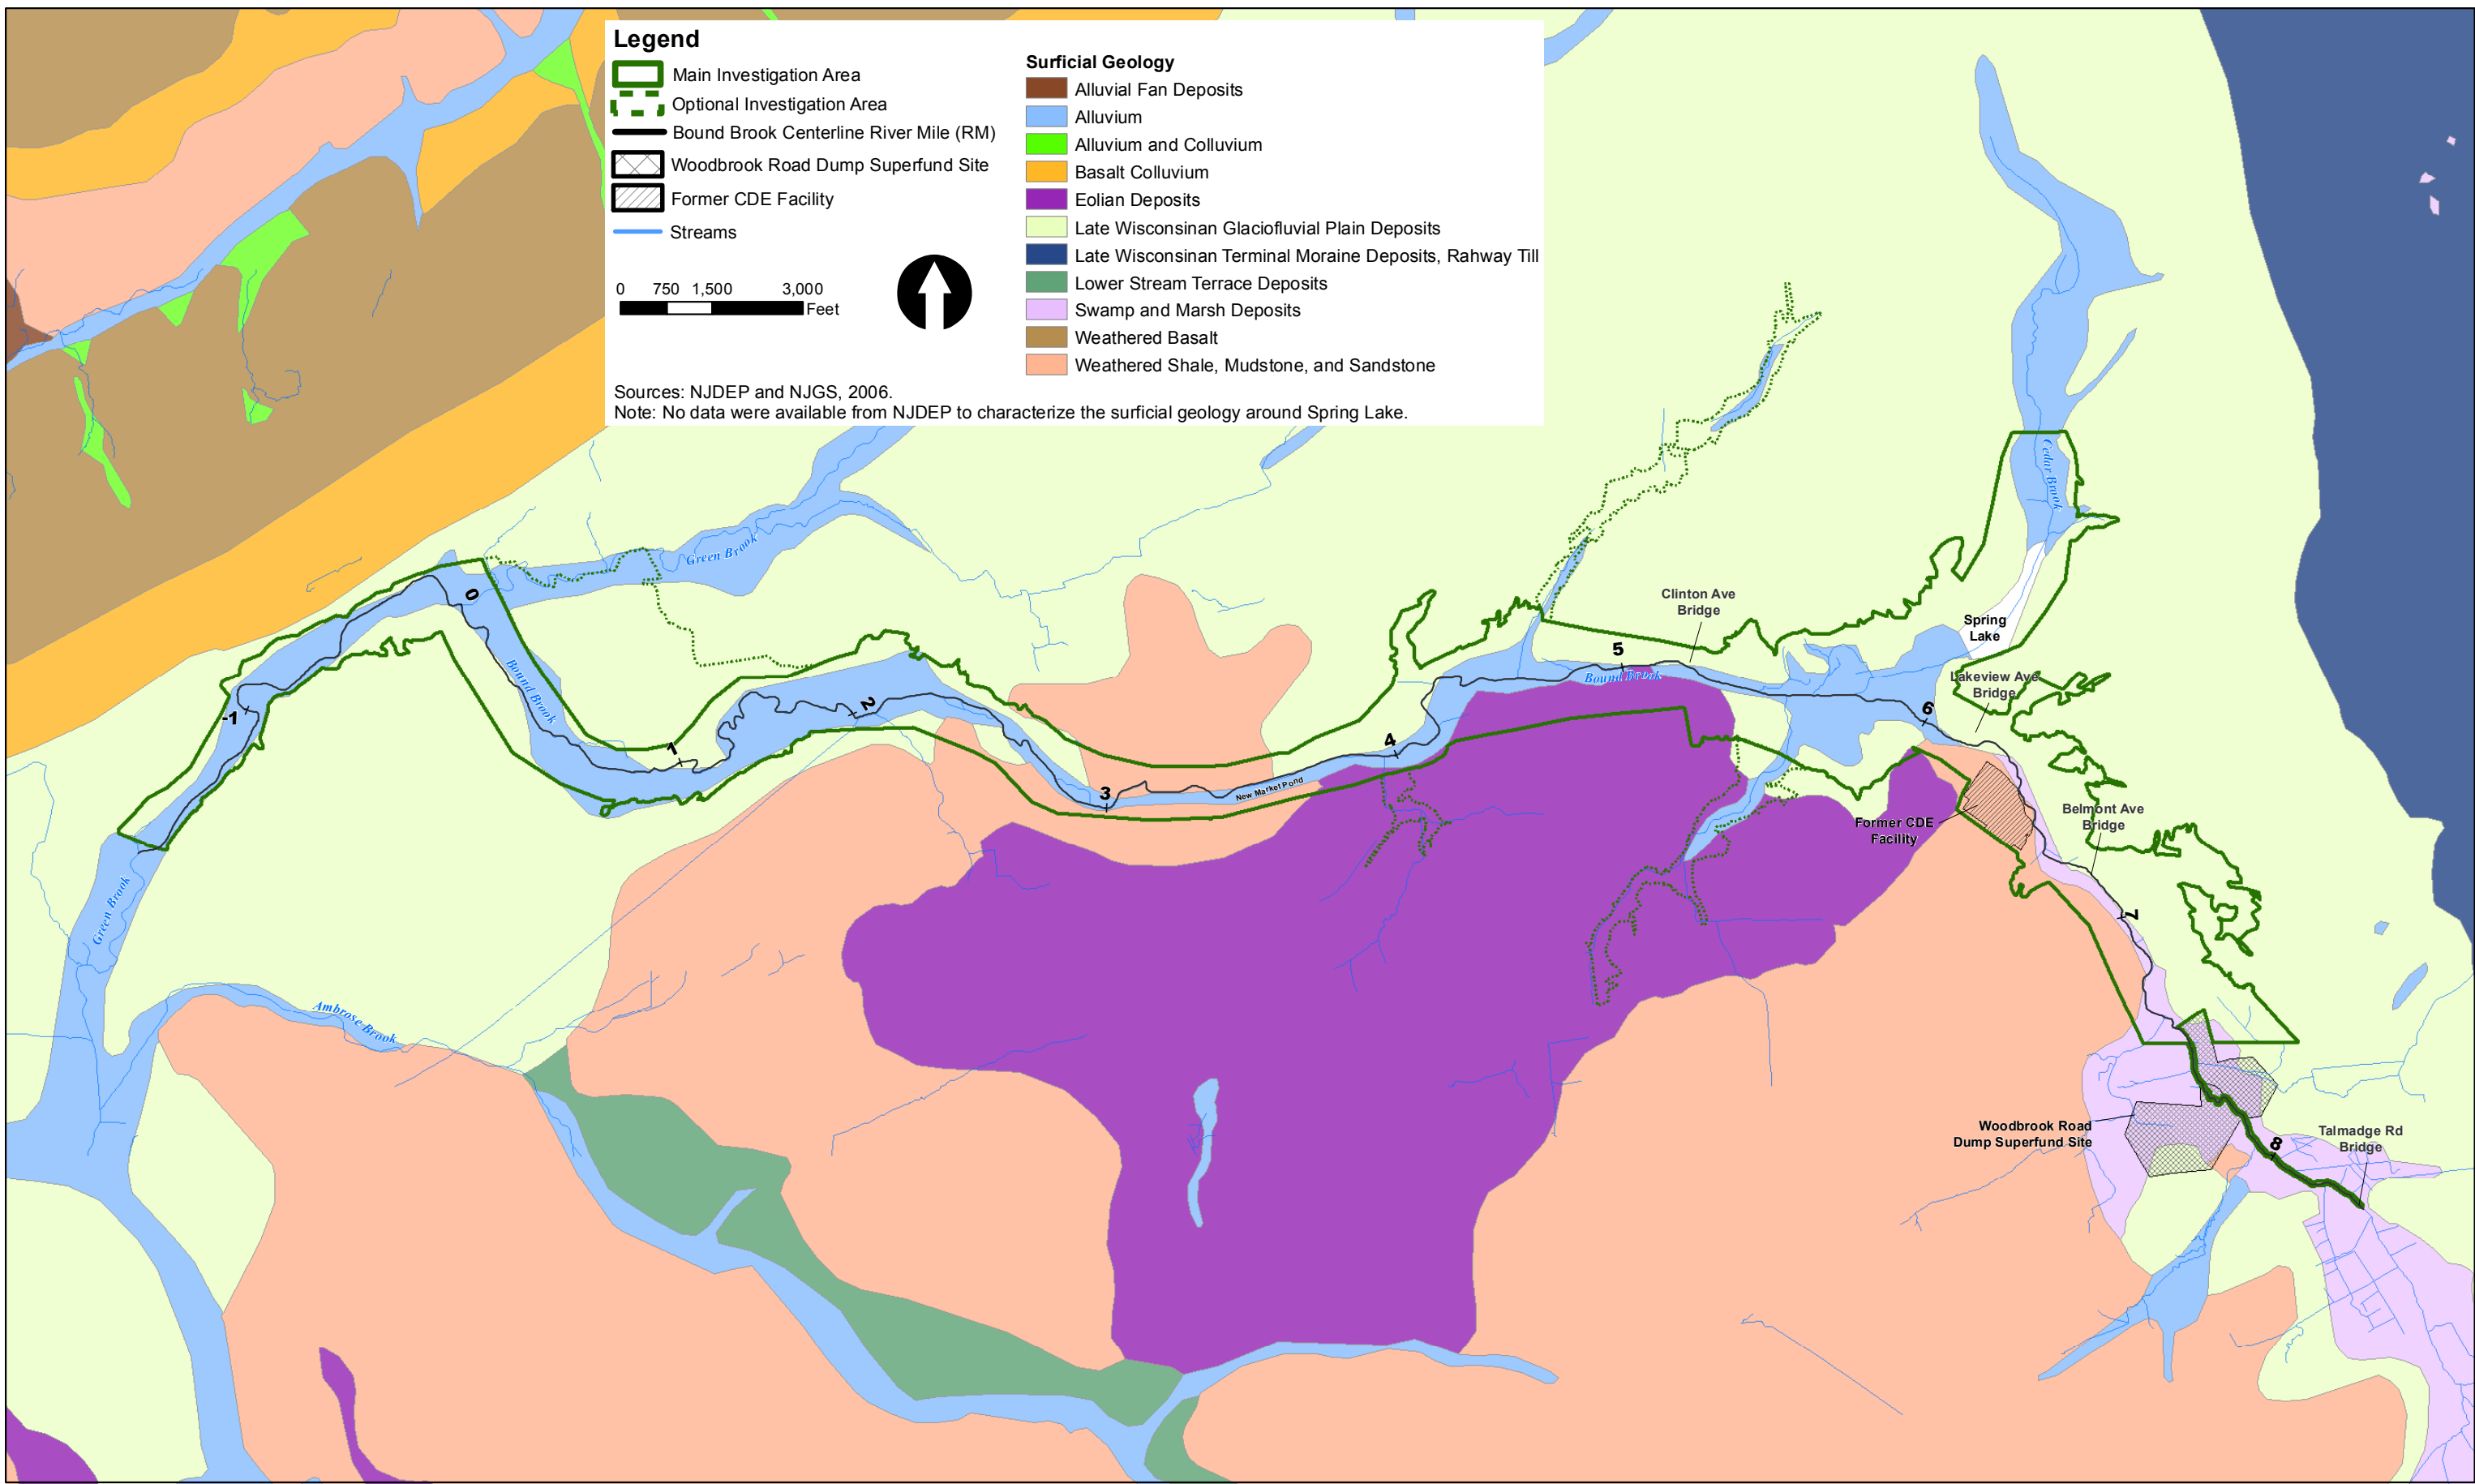 Legend
Main Investigation Area
Optional Investigation Area
Bound Brook Centerline River Mile (RM)
Woodbrook Road Dump Superfund Site
Former CDE Facility
Streams
0 750 1,500 3,000
Feet
Surficial Geology
Alluvial Fan Deposits
Alluvium
Alluvium and Colluvium
Basalt Colluvium
Eolian Deposits
Late Wisconsinan Glaciofluvial Plain Deposits
Late Wisconsinan Terminal Moraine Deposits, Rahway Till
Lower Stream Terrace Deposits
Swamp and Marsh Deposits
Weathered Basalt
Weathered Shale, Mudstone, and Sandstone
Sources: NJDEP and NJGS, 2006.
Note: No data were available from NJDEP to characterize the surficial geology around Spring Lake.
Cedar Brook
Green Brook
0
Clinton Ave
Bridge
Spring
Lake
5
Bound Brook
Bound Brook
Lakeview Ave
Bridge
-1
1
2
6
4
3
New Market Pond
Belmont Ave
Bridge
Former CDE
Facility
7
Green Brook
Ambrose Brook
Woodbrook Road
Dump Superfund Site
8
Talmadge Rd
Bridge